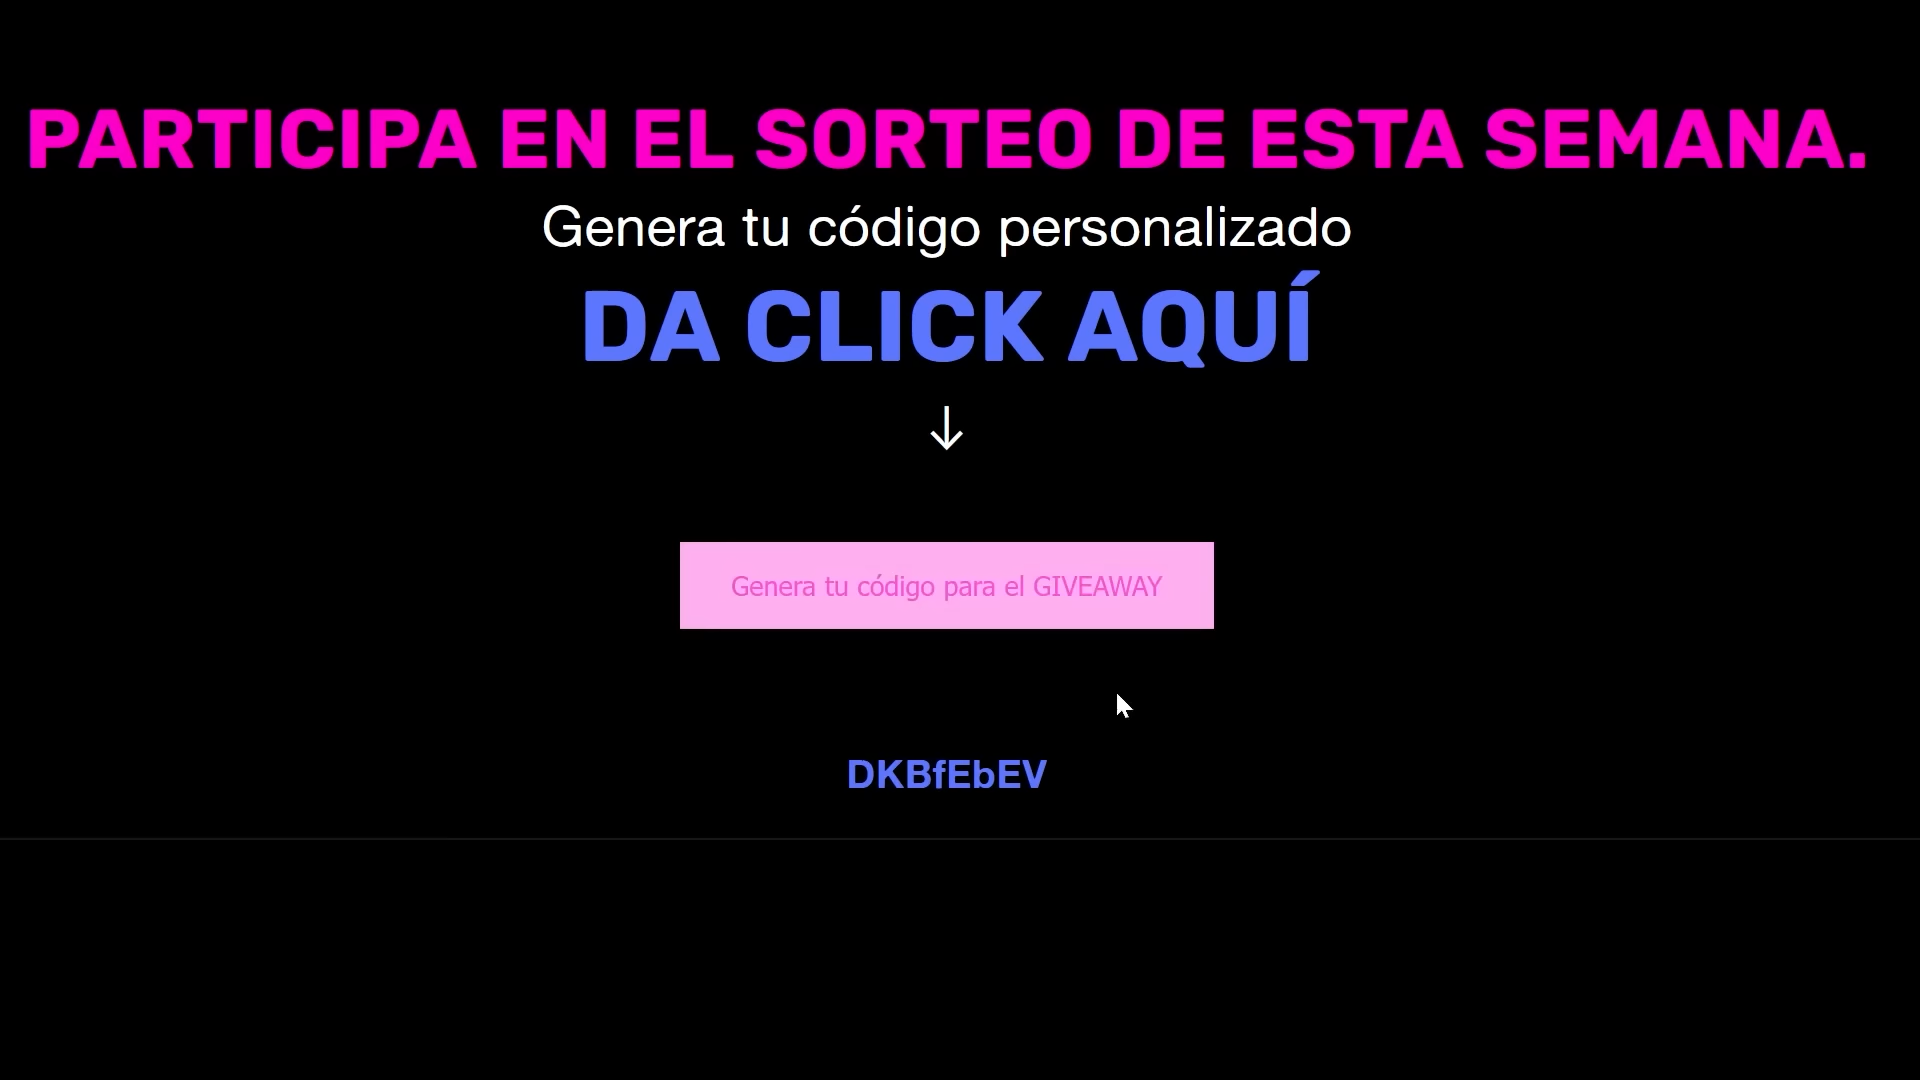 PARTICIPA EN EL SORTEO DE ESTA SEMANA.
Genera tu código personalizado
DA CLICK AQUÍ
↓
Genera tu código para el GIVEAWAY
DKBfEbEV